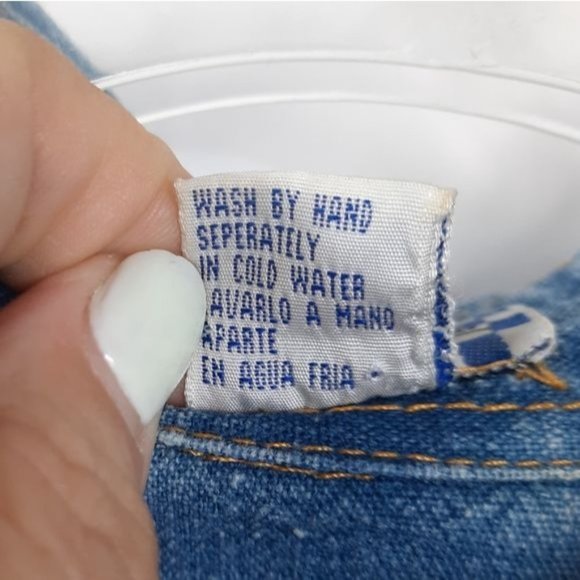 WASH BY HAND
SEPERATELY
IN COLD WATER
LAVARLO A MANO
APARTE
EN AGUA FRIA